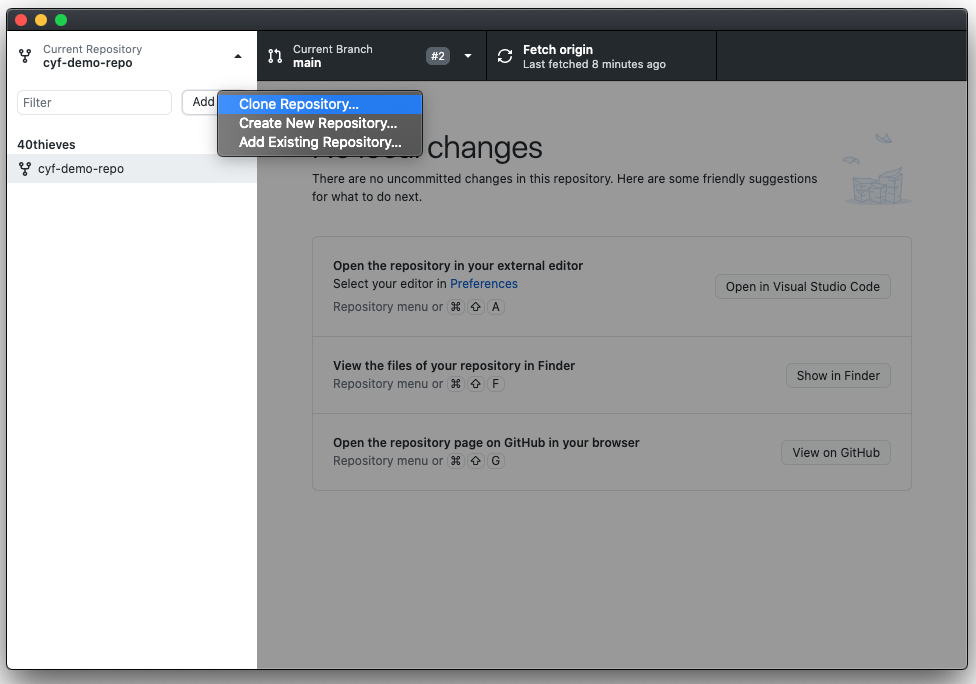 Current Repository
cyf-demo-repo
Current Branch
main
#2
Fetch origin
Last fetched 8 minutes ago
Filter
Add
Clone Repository...
Create New Repository...
Add Existing Repository...
40thieves
cyf-demo-repo
changes
There are no uncommitted changes in this repository. Here are some friendly suggestions
for what to do next.
Open the repository in your external editor
Select your editor in Preferences
Repository menu or ⌘ ⇧ A
Open in Visual Studio Code
View the files of your repository in Finder
Repository menu or ⌘ ⇧ F
Show in Finder
Open the repository page on GitHub in your browser
Repository menu or ⌘ ⇧ G
View on GitHub